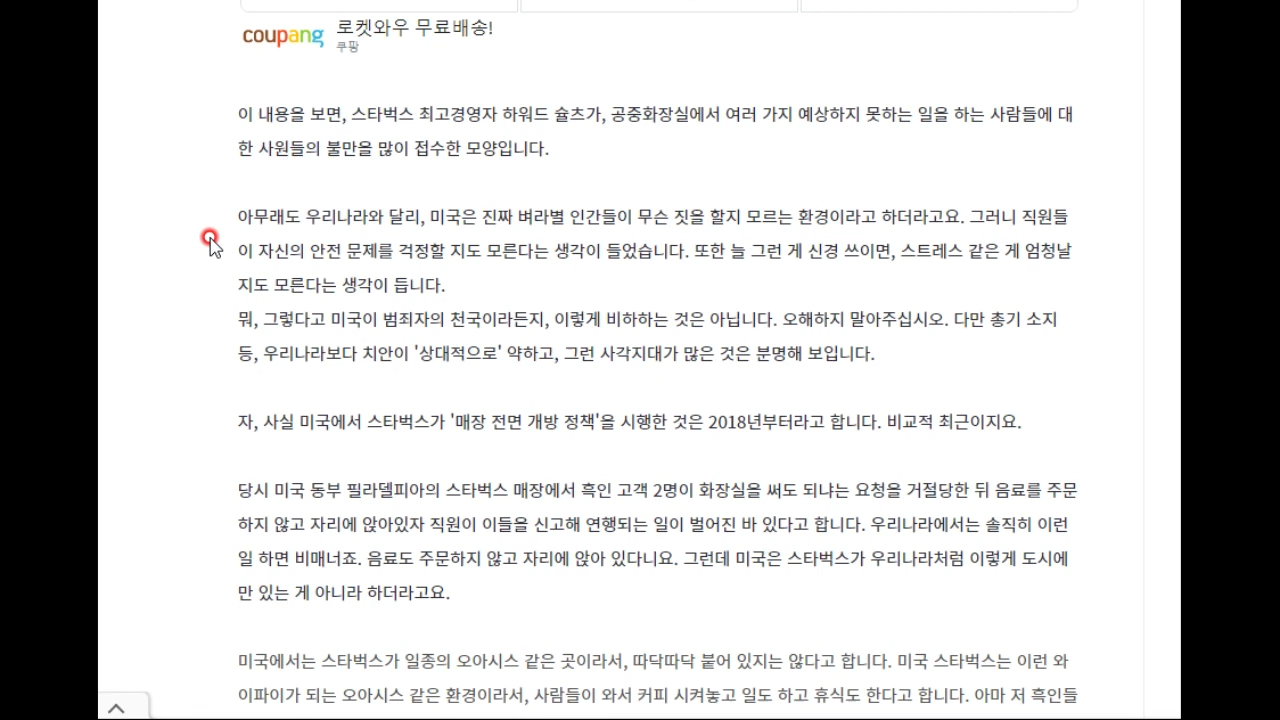 coupang
로켓와우 무료배송!
쿠팡
이 내용을 보면, 스타벅스 최고경영자 하워드 슐츠가, 공중화장실에서 여러 가지 예상하지 못하는 일을 하는 사람들에 대
한 사원들의 불만을 많이 접수한 모양입니다.
아무래도 우리나라와 달리, 미국은 진짜 벼라별 인간들이 무슨 짓을 할지 모르는 환경이라고 하더라고요. 그러니 직원들
이 자신의 안전 문제를 걱정할 지도 모른다는 생각이 들었습니다. 또한 늘 그런 게 신경 쓰이면, 스트레스 같은 게 엄청날
지도 모른다는 생각이 듭니다.
뭐, 그렇다고 미국이 범죄자의 천국이라든지, 이렇게 비하하는 것은 아닙니다. 오해하지 말아주십시오. 다만 총기 소지
등, 우리나라보다 치안이 '상대적으로' 약하고, 그런 사각지대가 많은 것은 분명해 보입니다.
자, 사실 미국에서 스타벅스가 '매장 전면 개방 정책'을 시행한 것은 2018년부터라고 합니다. 비교적 최근이지요.
당시 미국 동부 필라델피아의 스타벅스 매장에서 흑인 고객 2명이 화장실을 써도 되냐는 요청을 거절당한 뒤 음료를 주문
하지 않고 자리에 앉아있자 직원이 이들을 신고해 연행되는 일이 벌어진 바 있다고 합니다. 우리나라에서는 솔직히 이런
일 하면 비매너죠. 음료도 주문하지 않고 자리에 앉아 있다니요. 그런데 미국은 스타벅스가 우리나라처럼 이렇게 도시에
만 있는 게 아니라 하더라고요.
미국에서는 스타벅스가 일종의 오아시스 같은 곳이라서, 따닥따닥 붙어 있지는 않다고 합니다. 미국 스타벅스는 이런 와
이파이가 되는 오아시스 같은 환경이라서, 사람들이 와서 커피 시켜놓고 일도 하고 휴식도 한다고 합니다. 아마 저 흑인들